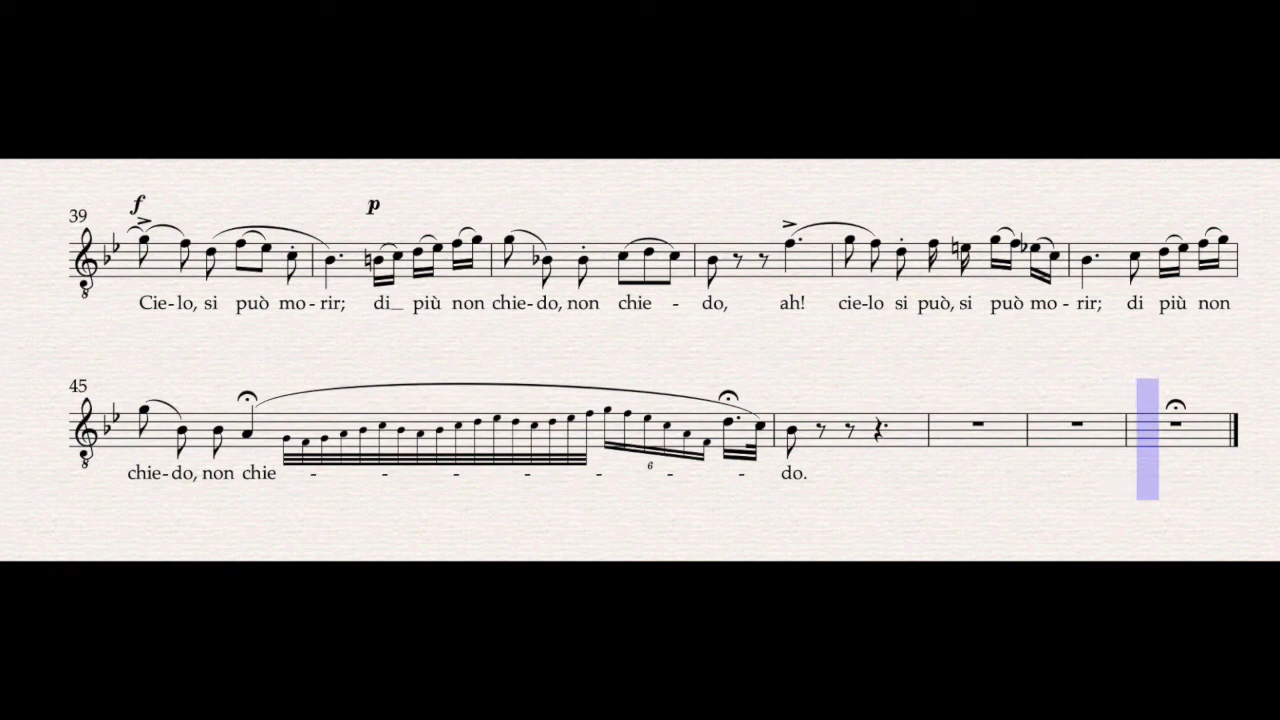 f p
39
Cie-lo, si può mo-rir; di_ più non chie-do, non chie - do, ah! cie-lo si può, si può mo - rir; di più non
45
6
chie-do, non chie - - - - - - - do.